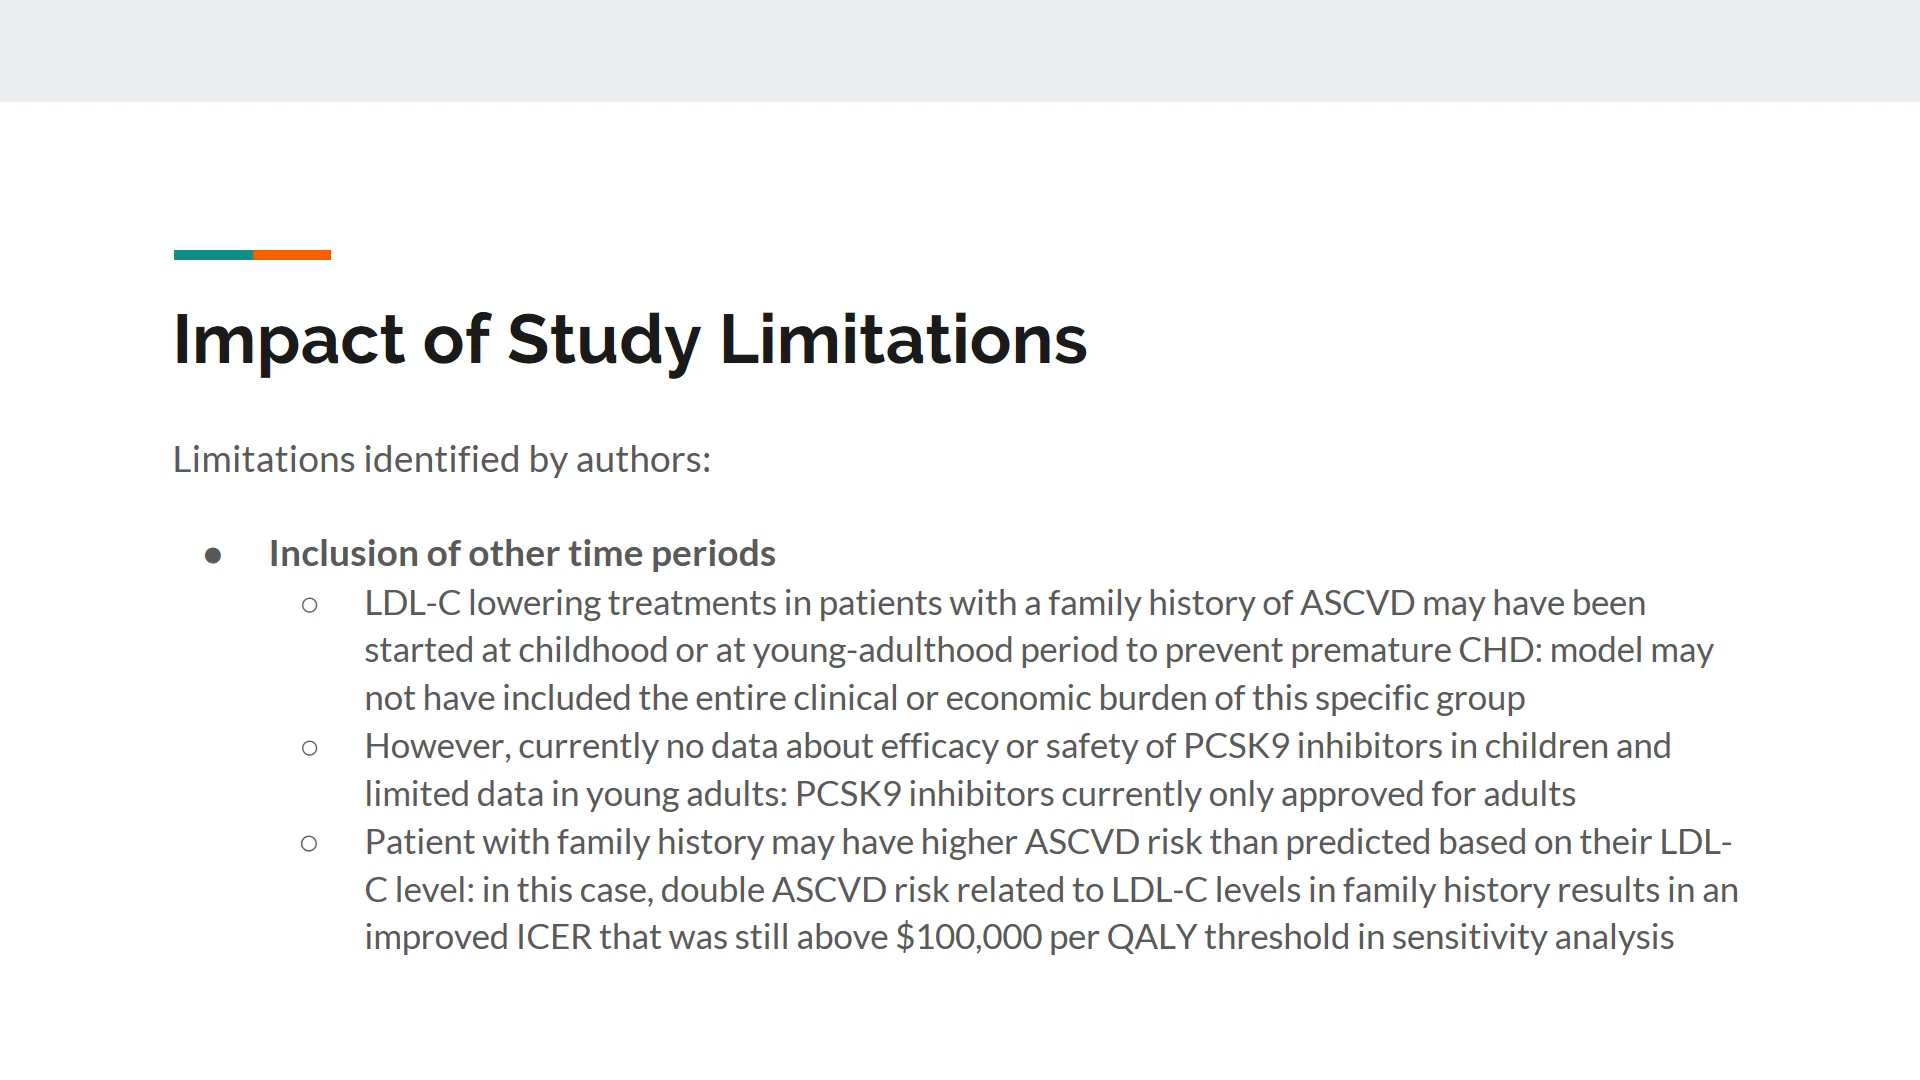 Impact of Study Limitations
Limitations identified by authors:
● Inclusion of other time periods
○ LDL-C lowering treatments in patients with a family history of ASCVD may have been
started at childhood or at young-adulthood period to prevent premature CHD: model may
not have included the entire clinical or economic burden of this specific group
○ However, currently no data about efficacy or safety of PCSK9 inhibitors in children and
limited data in young adults: PCSK9 inhibitors currently only approved for adults
○ Patient with family history may have higher ASCVD risk than predicted based on their LDL-
C level: in this case, double ASCVD risk related to LDL-C levels in family history results in an
improved ICER that was still above $100,000 per QALY threshold in sensitivity analysis